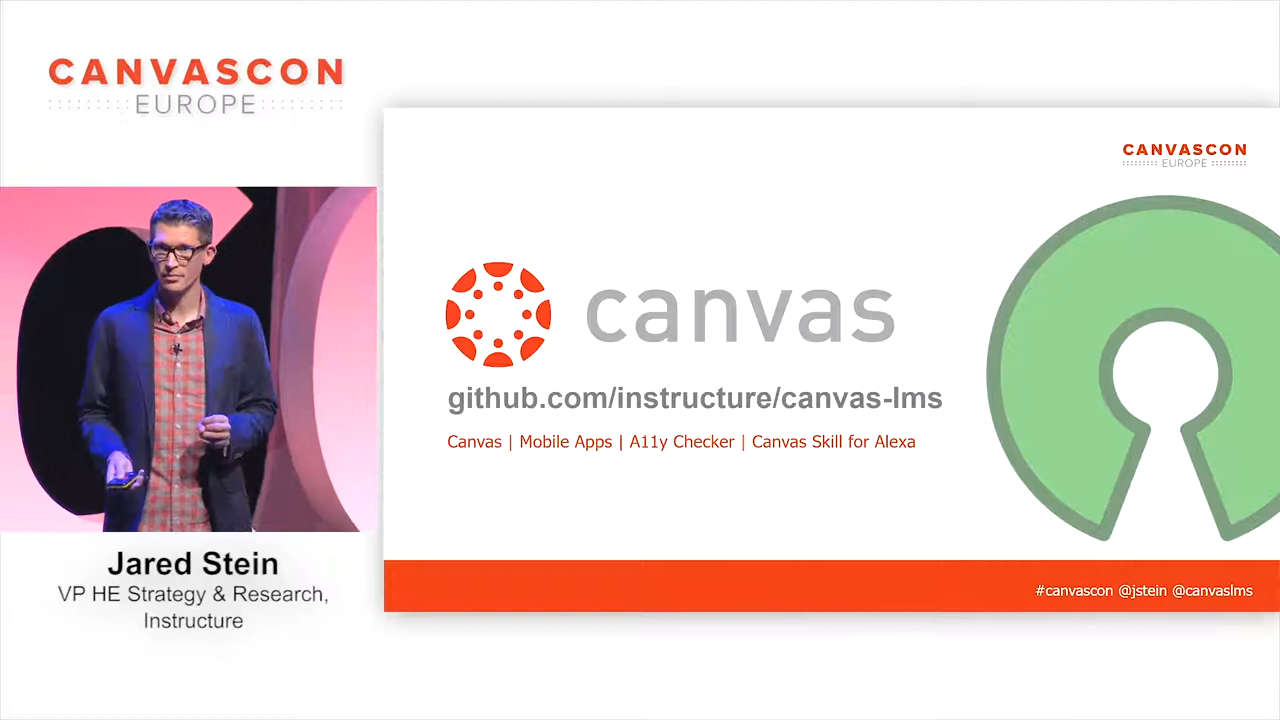 CANVASCON
EUROPE
Jared Stein
VP HE Strategy & Research,
Instructure
CANVASCON
EUROPE
canvas
github.com/instructure/canvas-lms
Canvas | Mobile Apps | A11y Checker | Canvas Skill for Alexa
#canvascon @jstein @canvaslms